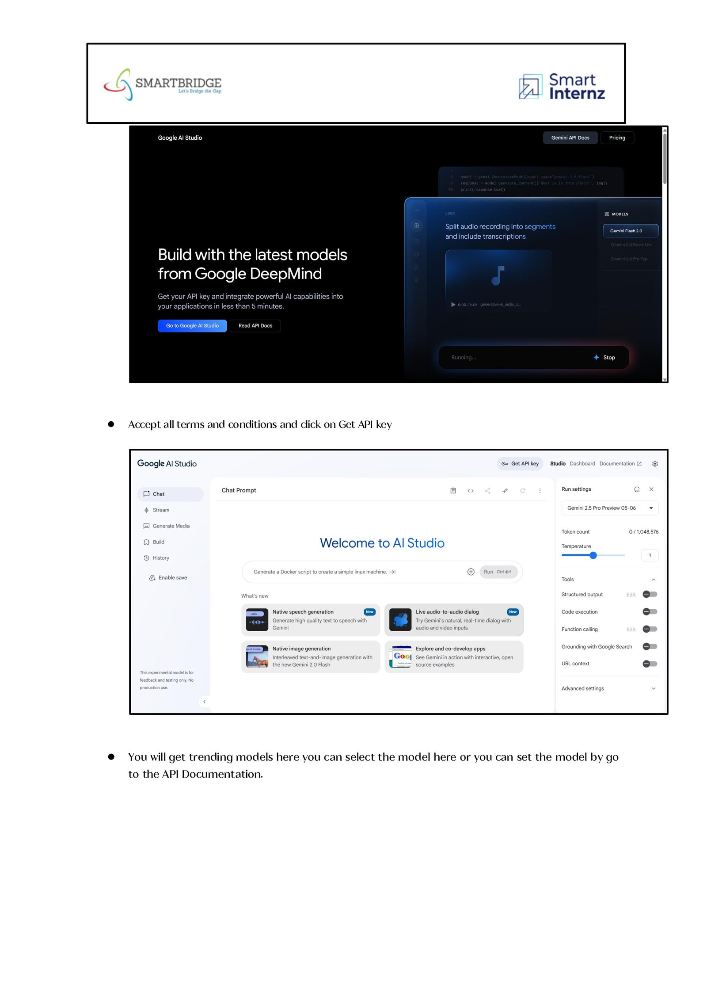 SMARTBRIDGE
Let's Bridge the Gap
Smart
Internz
Google AI Studio
Gemini API Docs
Pricing
7
8 model = genai.GenerativeModel(model_name="gemini-1.5-flash")
9 response = model.generate_content(["What is in this photo?", img])
10 print(response.text)
USER
Split audio recording into segments
and include transcriptions
MODELS
Gemini Flash 2.0
Gemini 2.0 Flash-Lite
Gemini 2.0 Pro Exp
0:00 / 1:49 generative-ai_audio_c...
Running...
Stop
Build with the latest models
from Google DeepMind
Get your API key and integrate powerful AI capabilities into
your applications in less than 5 minutes.
Go to Google AI Studio
Read API Docs
● Accept all terms and conditions and click on Get API key
Google AI Studio
Get API key
Studio
Dashboard
Documentation
Chat
Stream
Generate Media
Build
History
Enable save
This experimental model is for
feedback and testing only. No
production use.
Chat Prompt
Welcome to AI Studio
Generate a Docker script to create a simple linux machine.
Run Ctrl
What's new
Hello!
Native speech generation
New
Generate high quality text to speech with
Gemini
Live audio-to-audio dialog
New
Try Gemini's natural, real-time dialog with
audio and video inputs
Native image generation
Interleaved text-and-image generation with
the new Gemini 2.0 Flash
Explore and co-develop apps
See Gemini in action with interactive, open
source examples
Run settings
Gemini 2.5 Pro Preview 05-06
Token count 0 / 1,048,576
Temperature
1
Tools
Structured output Edit
Code execution
Function calling Edit
Grounding with Google Search
URL context
Advanced settings
● You will get trending models here you can select the model here or you can set the model by go
to the API Documentation.